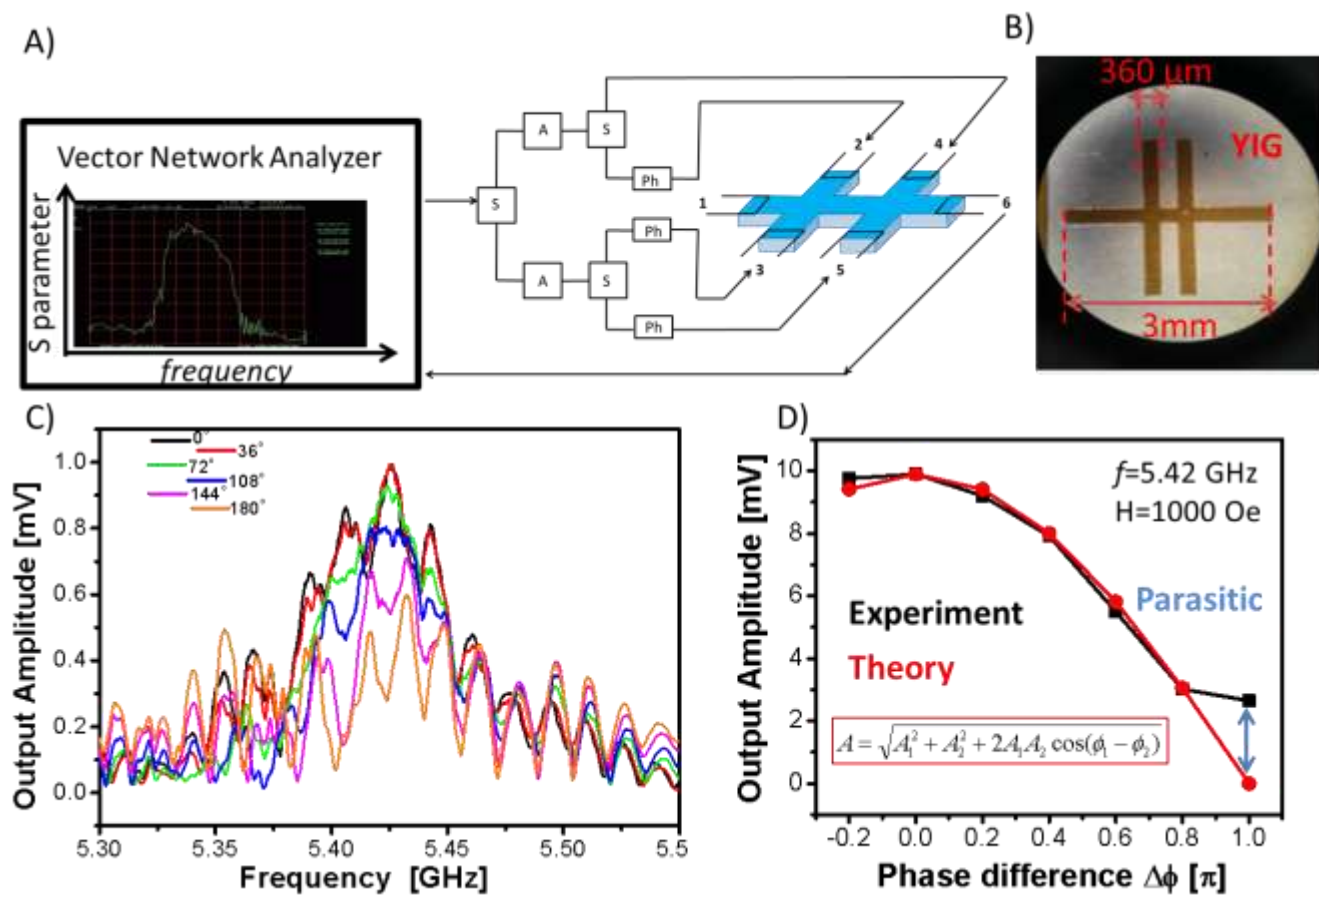 A)
Vector Network Analyzer
S parameter
frequency
S
A
S
Ph
A
S
Ph
Ph
1
2
3
4
5
6
B)
360 µm
YIG
3mm
C)
0°
36°
72°
108°
144°
180°
Output Amplitude [mV]
1.0
0.8
0.6
0.4
0.2
0.0
5.30
5.35
5.40
5.45
5.50
5.5
Frequency [GHz]
D)
Output Amplitude [mV]
10
8
6
4
2
0
f=5.42 GHz
H=1000 Oe
Parasitic
Experiment
Theory
A = √A₁² + A₂² + 2A₁A₂ cos(ϕ₁ − ϕ₂)
-0.2
0.0
0.2
0.4
0.6
0.8
1.0
Phase difference Δϕ [π]